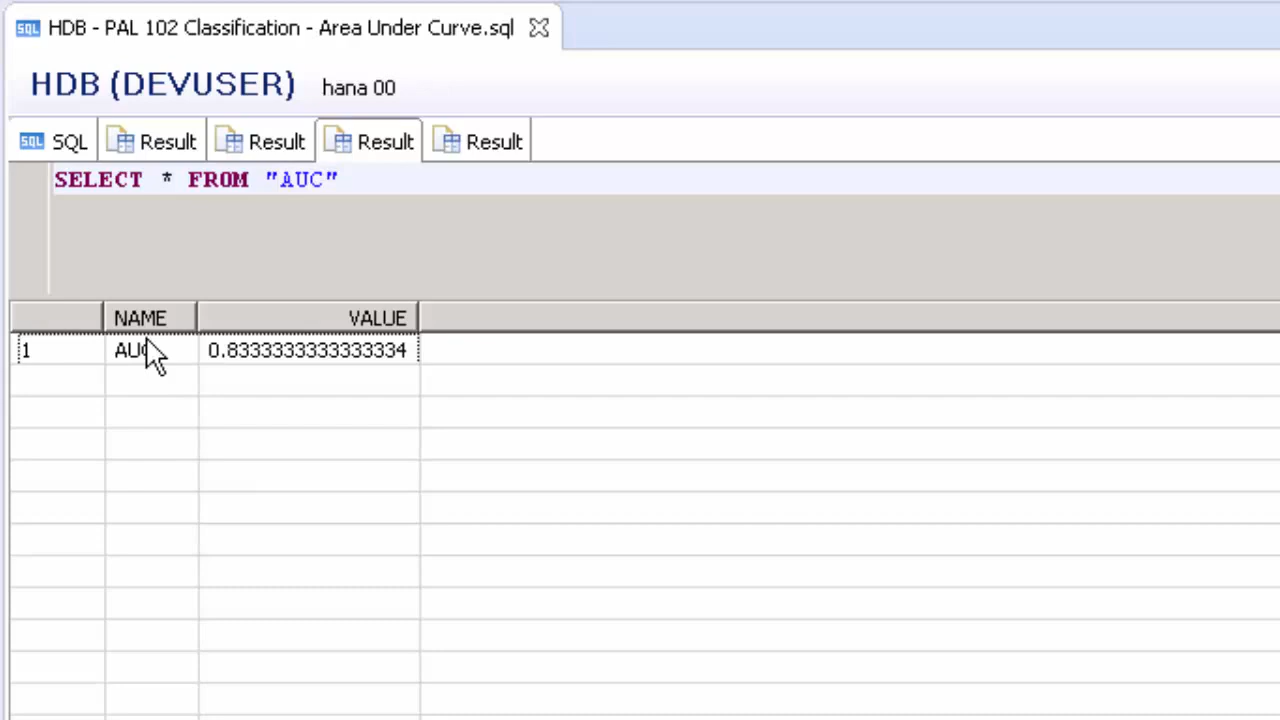 HDB - PAL 102 Classification - Area Under Curve.sql
HDB (DEVUSER) hana 00
SQL Result Result Result Result
SELECT * FROM "AUC"
NAME VALUE
1 AUC 0.8333333333333334